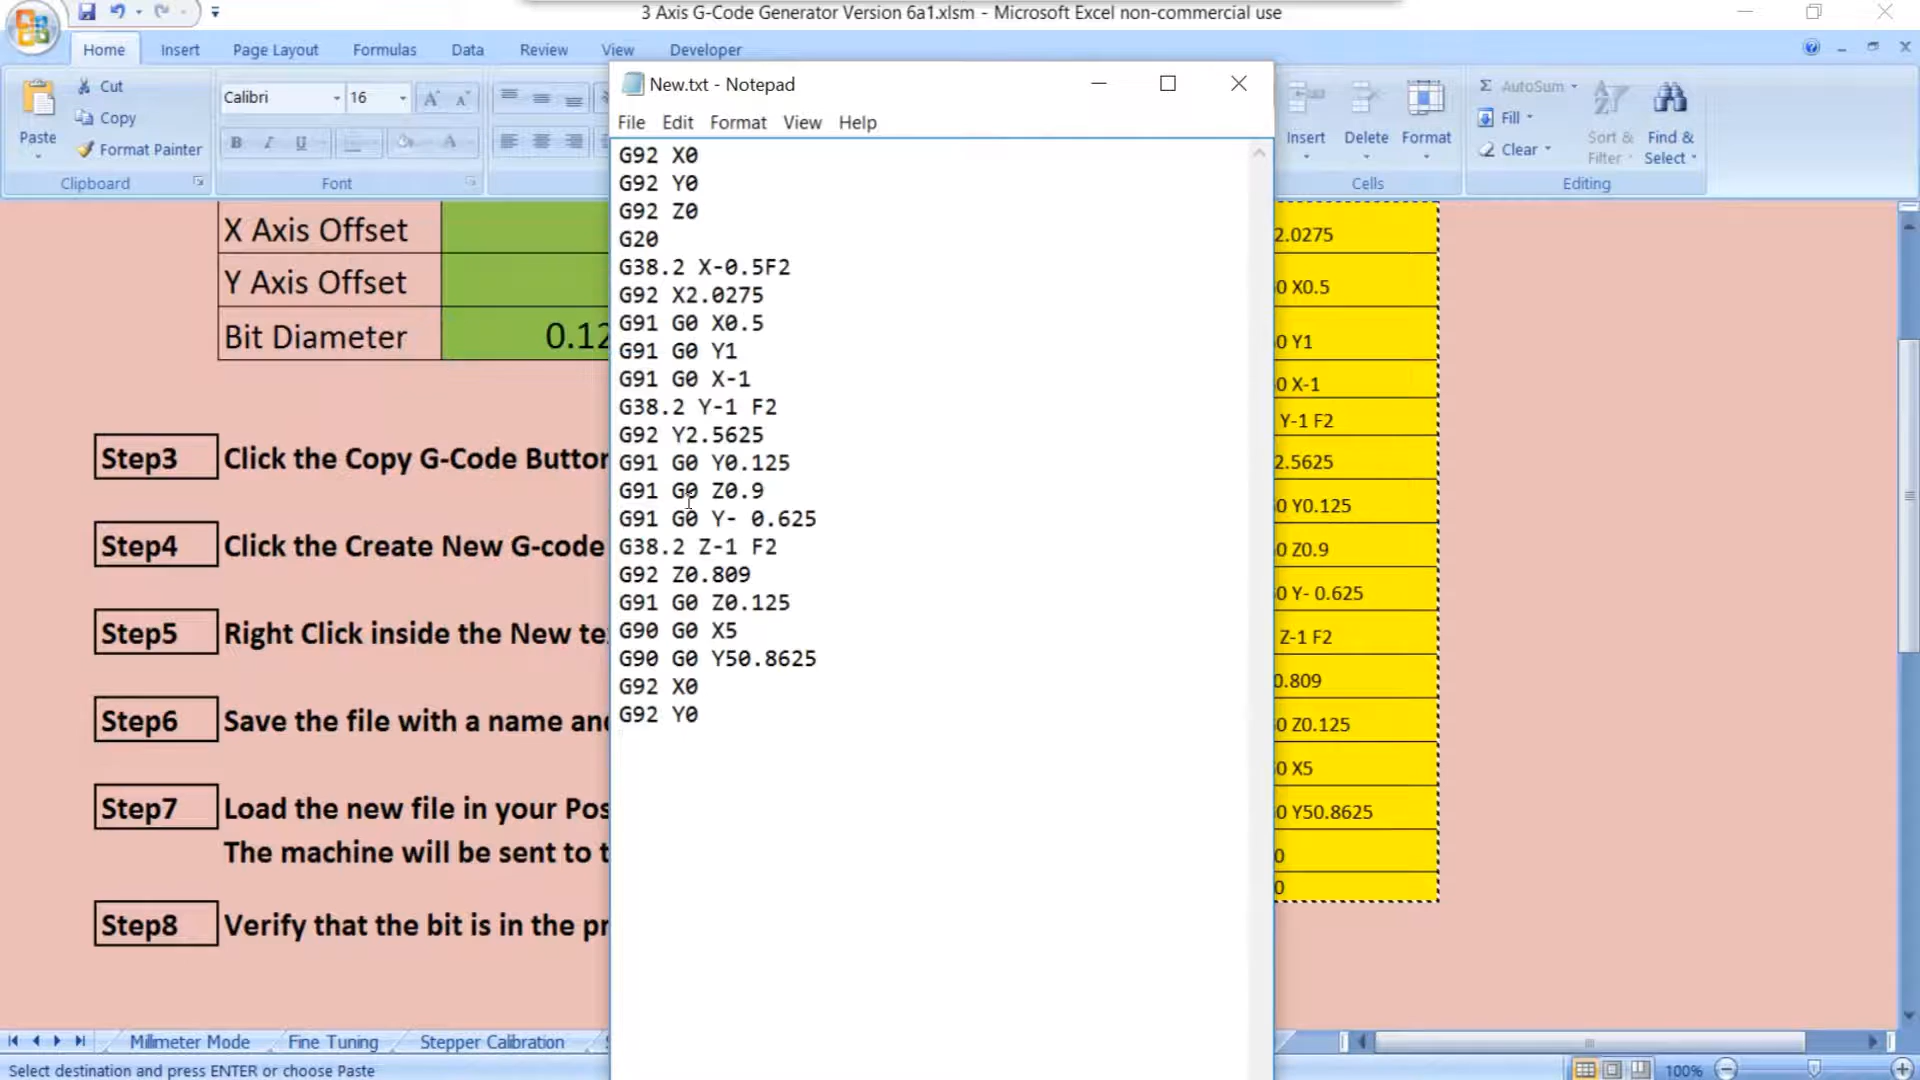 3 Axis G-Code Generator Version 6a1.xlsm - Microsoft Excel non-commercial use
Home Insert Page Layout Formulas Data Review View Developer
Cut
Copy
Format Painter
Paste
Clipboard
Calibri 16
B I U
Font
Insert Delete Format
Cells
Σ AutoSum
Fill
Clear
Sort & Filter
Find & Select
Editing
New.txt - Notepad
File Edit Format View Help
G92 X0
G92 Y0
G92 Z0
G20
G38.2 X-0.5F2
G92 X2.0275
G91 G0 X0.5
G91 G0 Y1
G91 G0 X-1
G38.2 Y-1 F2
G92 Y2.5625
G91 G0 Y0.125
G91 G0 Z0.9
G91 G0 Y- 0.625
G38.2 Z-1 F2
G92 Z0.809
G91 G0 Z0.125
G90 G0 X5
G90 G0 Y50.8625
G92 X0
G92 Y0
X Axis Offset
Y Axis Offset
Bit Diameter 0.12
Step3 Click the Copy G-Code Button
Step4 Click the Create New G-code
Step5 Right Click inside the New te
Step6 Save the file with a name and
Step7 Load the new file in your Pos
The machine will be sent to t
Step8 Verify that the bit is in the pr
2.0275
0 X0.5
0 Y1
0 X-1
Y-1 F2
2.5625
0 Y0.125
0 Z0.9
0 Y- 0.625
Z-1 F2
0.809
0 Z0.125
0 X5
0 Y50.8625
0
0
Millimeter Mode Fine Tuning Stepper Calibration
Select destination and press ENTER or choose Paste
100%